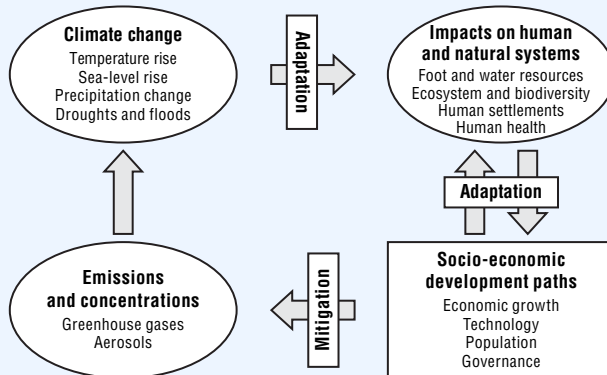 Climate change
Temperature rise
Sea-level rise
Precipitation change
Droughts and floods
Adaptation
Impacts on human
and natural systems
Foot and water resources
Ecosystem and biodiversity
Human settlements
Human health
Adaptation
Emissions
and concentrations
Greenhouse gases
Aerosols
Mitigation
Socio-economic
development paths
Economic growth
Technology
Population
Governance